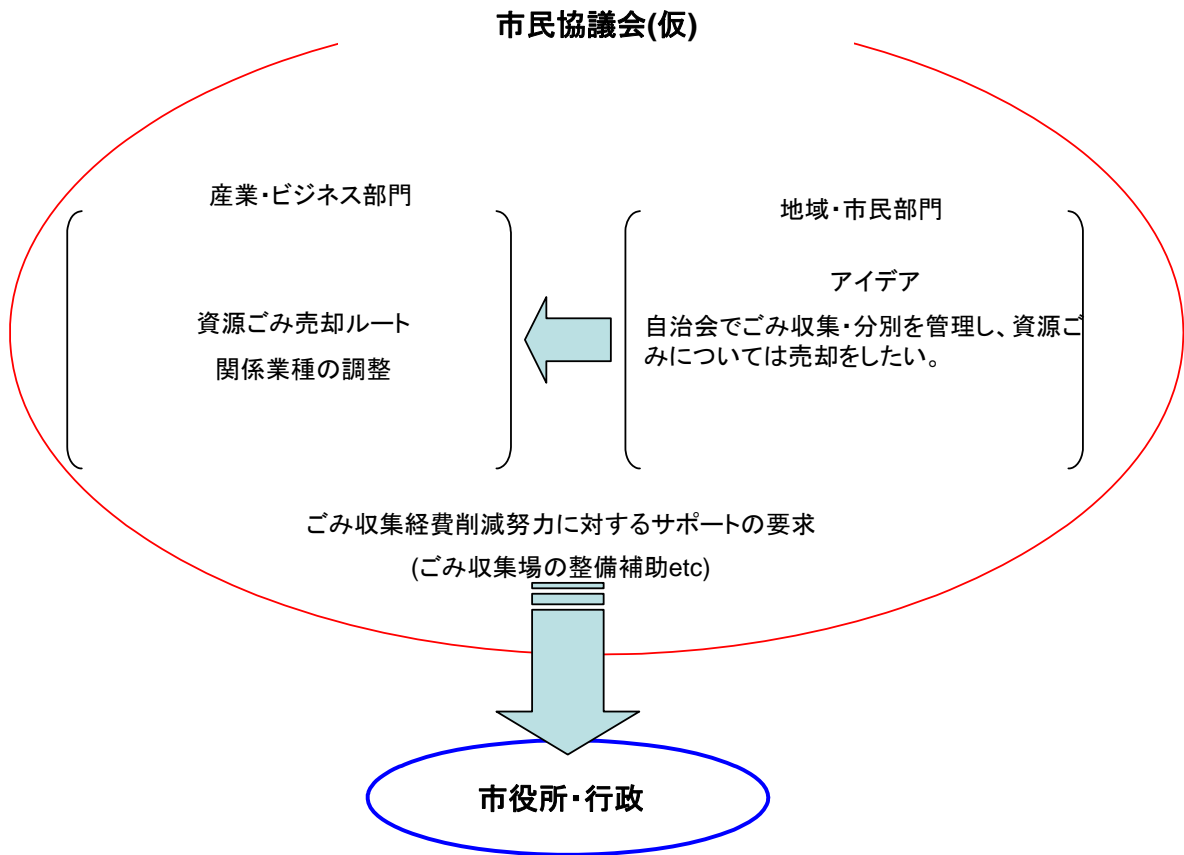 市民協議会(仮)
産業・ビジネス部門
資源ごみ売却ルート
関係業種の調整
地域・市民部門
アイデア
自治会でごみ収集・分別を管理し、資源ご
みについては売却をしたい。
ごみ収集経費削減努力に対するサポートの要求
(ごみ収集場の整備補助etc)
市役所・行政